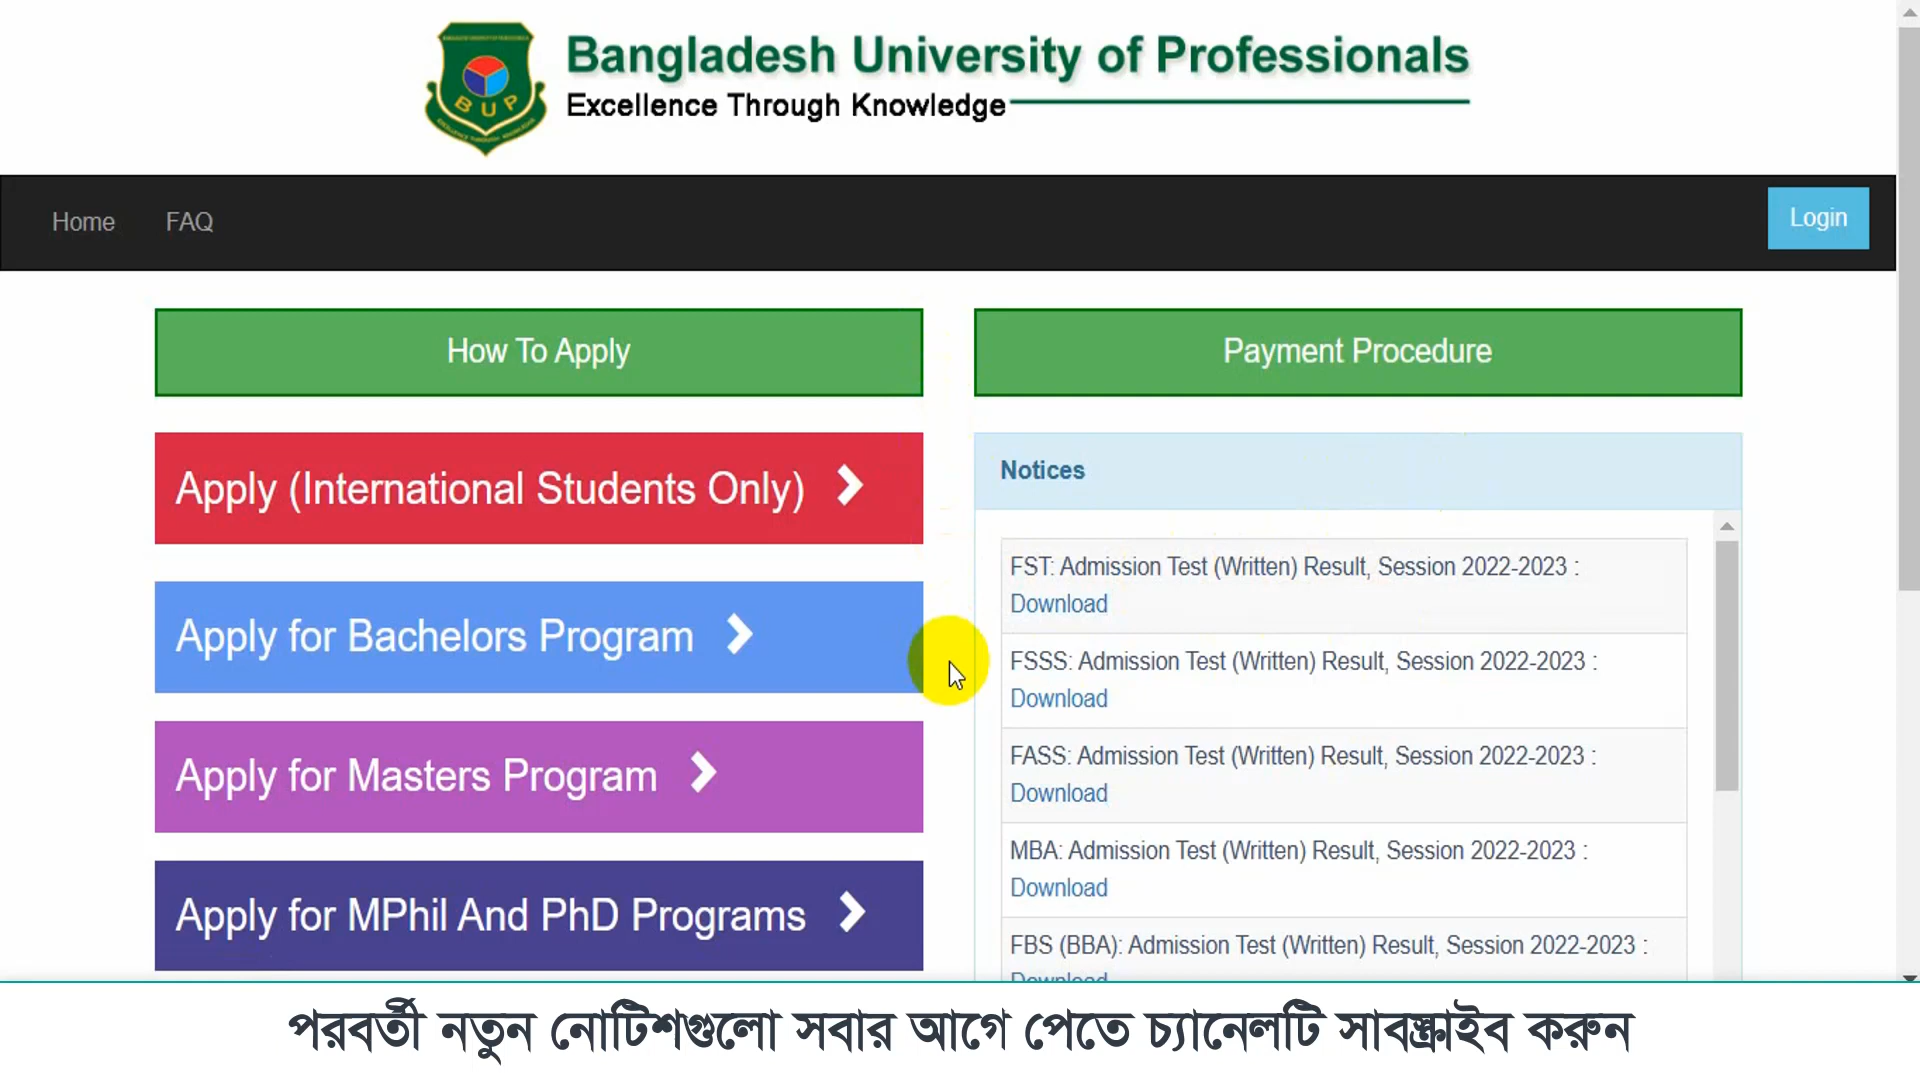 Bangladesh University of Professionals
Excellence Through Knowledge
BUP
Home
FAQ
Login
How To Apply
Payment Procedure
Apply (International Students Only)
Apply for Bachelors Program
Apply for Masters Program
Apply for MPhil And PhD Programs
Notices
FST: Admission Test (Written) Result, Session 2022-2023 :
Download
FSSS: Admission Test (Written) Result, Session 2022-2023 :
Download
FASS: Admission Test (Written) Result, Session 2022-2023 :
Download
MBA: Admission Test (Written) Result, Session 2022-2023 :
Download
FBS (BBA): Admission Test (Written) Result, Session 2022-2023 :
Download
পরবর্তী নতুন নোটিশগুলো সবার আগে পেতে চ্যানেলটি সাবস্ক্রাইব করুন